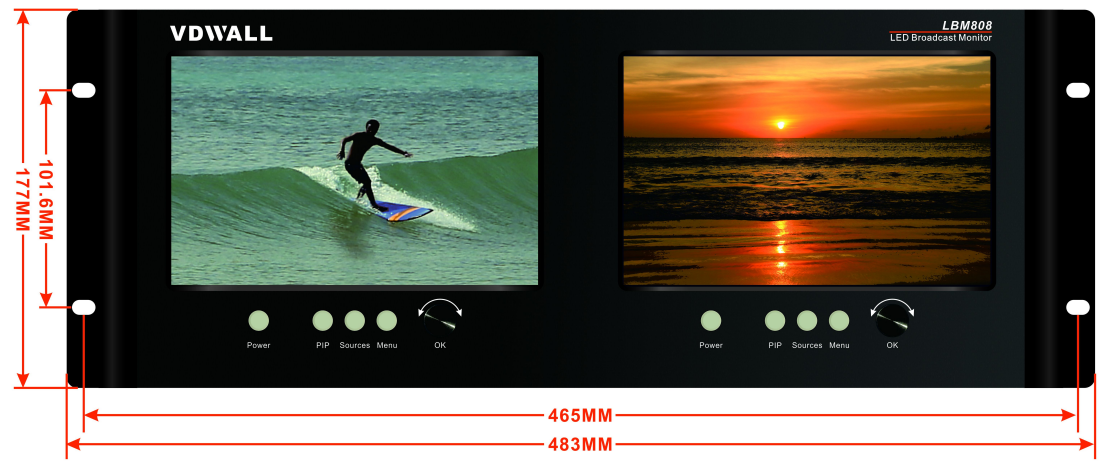 VDWALL
LBM808
LED Broadcast Monitor
101.6MM
177MM
Power PIP Sources Menu OK
Power PIP Sources Menu OK
465MM
483MM